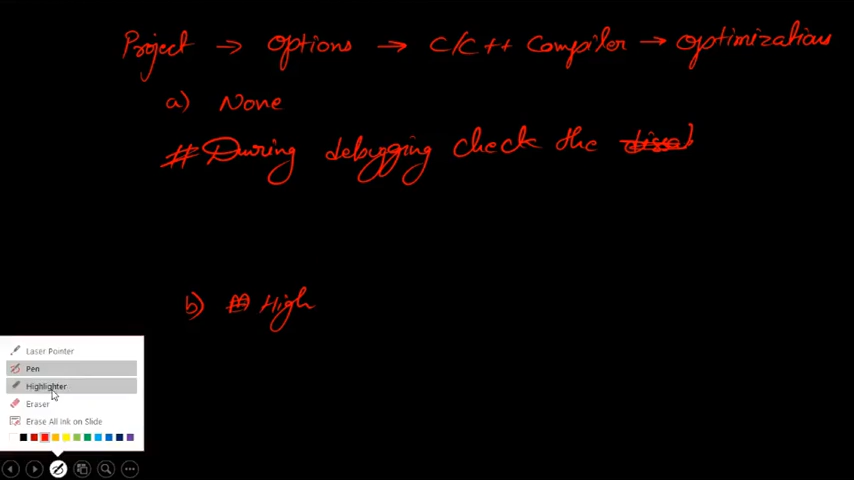 Project → Options → C/C++ Compiler → optimizations
a) None
# During debugging check the
b) High
Laser Pointer
Pen
Highlighter
Eraser
Erase All Ink on Slide